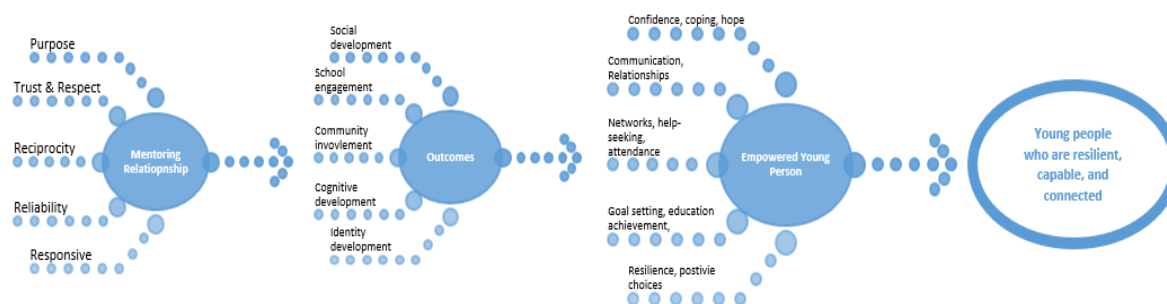 Purpose
Trust & Respect
Reciprocity
Reliability
Responsive
Mentoring
Relatiopnship
Social
development
School
engagement
Community
invovlement
Cognitive
development
Identity
development
Outcomes
Confidence, coping, hope
Communication,
Relationships
Networks, help-
seeking,
attendance
Goal setting, education
achievement,
Resilience, postivie
choices
Empowered Young
Person
Young people
who are resilient,
capable, and
connected